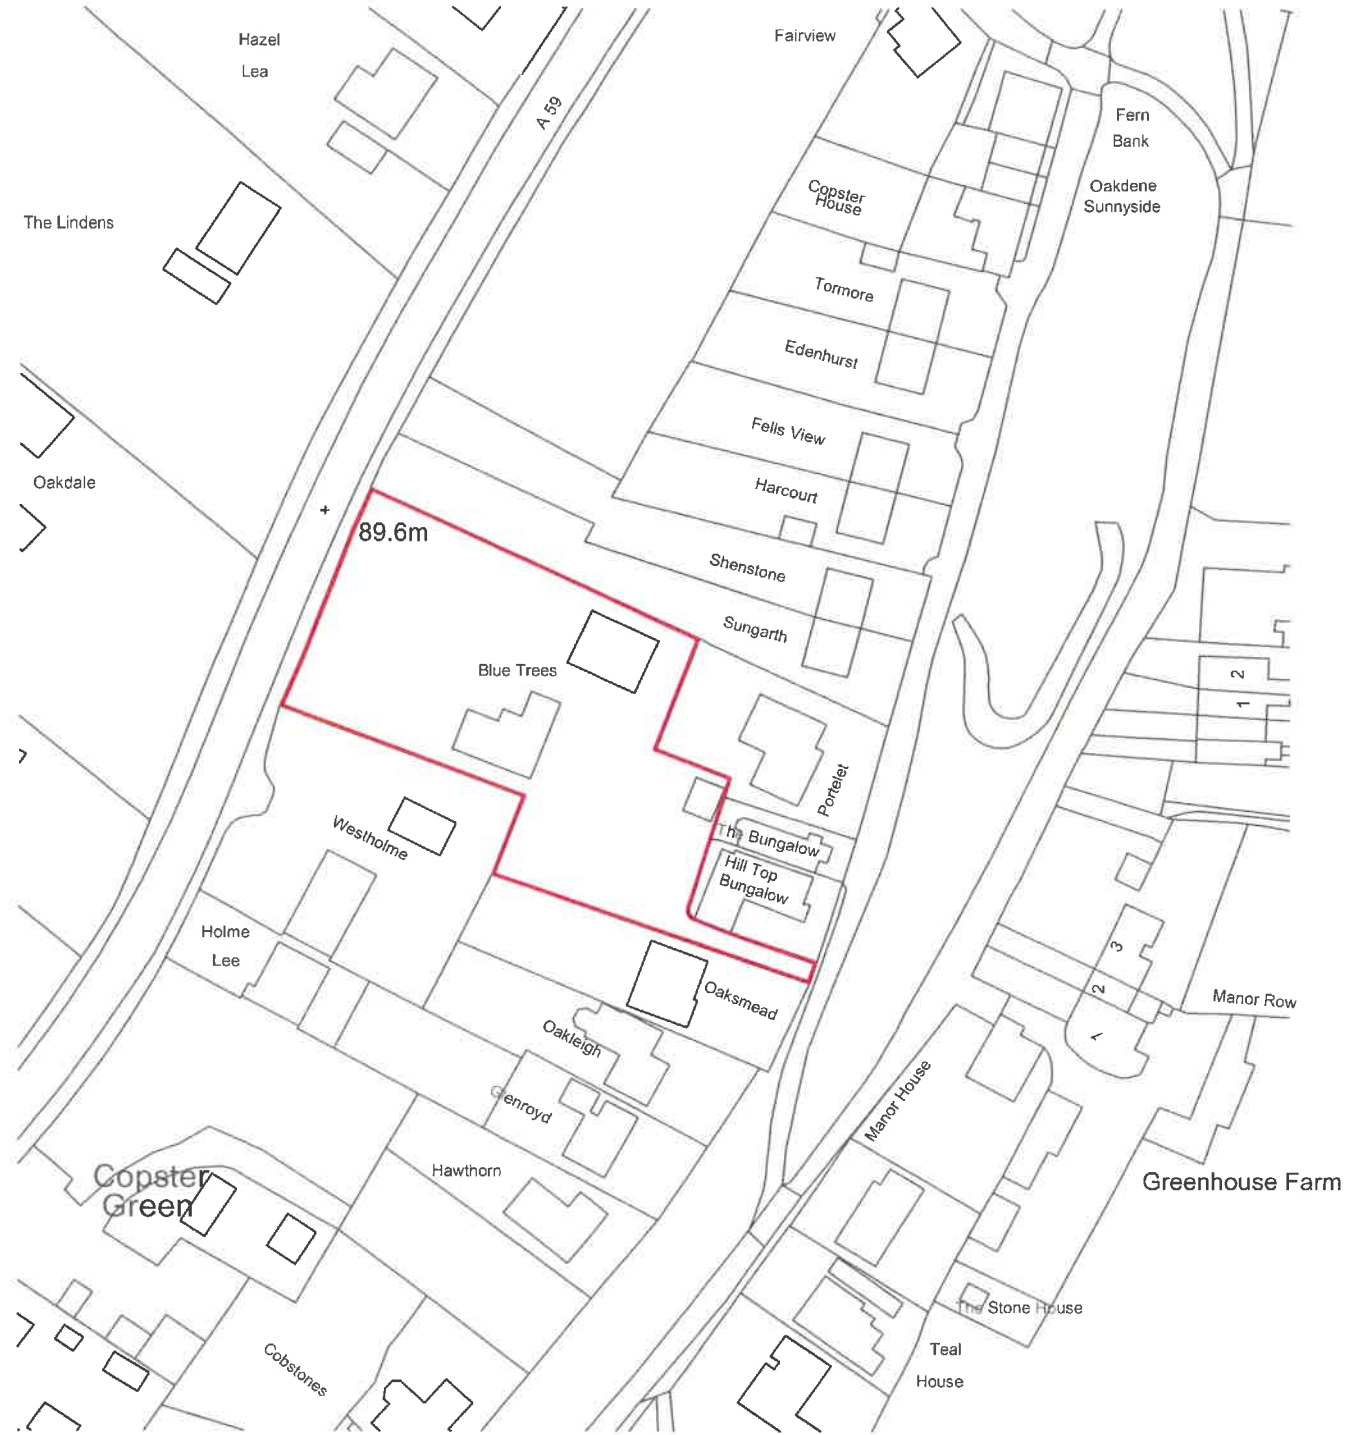 Hazel
Lea
Fairview
A 59
Fern
Bank
The Lindens
Copster
House
Oakdene
Sunnyside
Tormore
Edenhurst
Fells View
Oakdale
Harcourt
89.6m
Shenstone
Sungarth
Blue Trees
2
1
Portelet
Westholme
The Bungalow
Hill Top
Bungalow
Holme
Lee
3
2
1
Oaksmead
Manor Row
Oakleigh
Manor House
Glenroyd
Hawthorn
Copster
Green
Greenhouse Farm
The Stone House
Cobstones
Teal
House